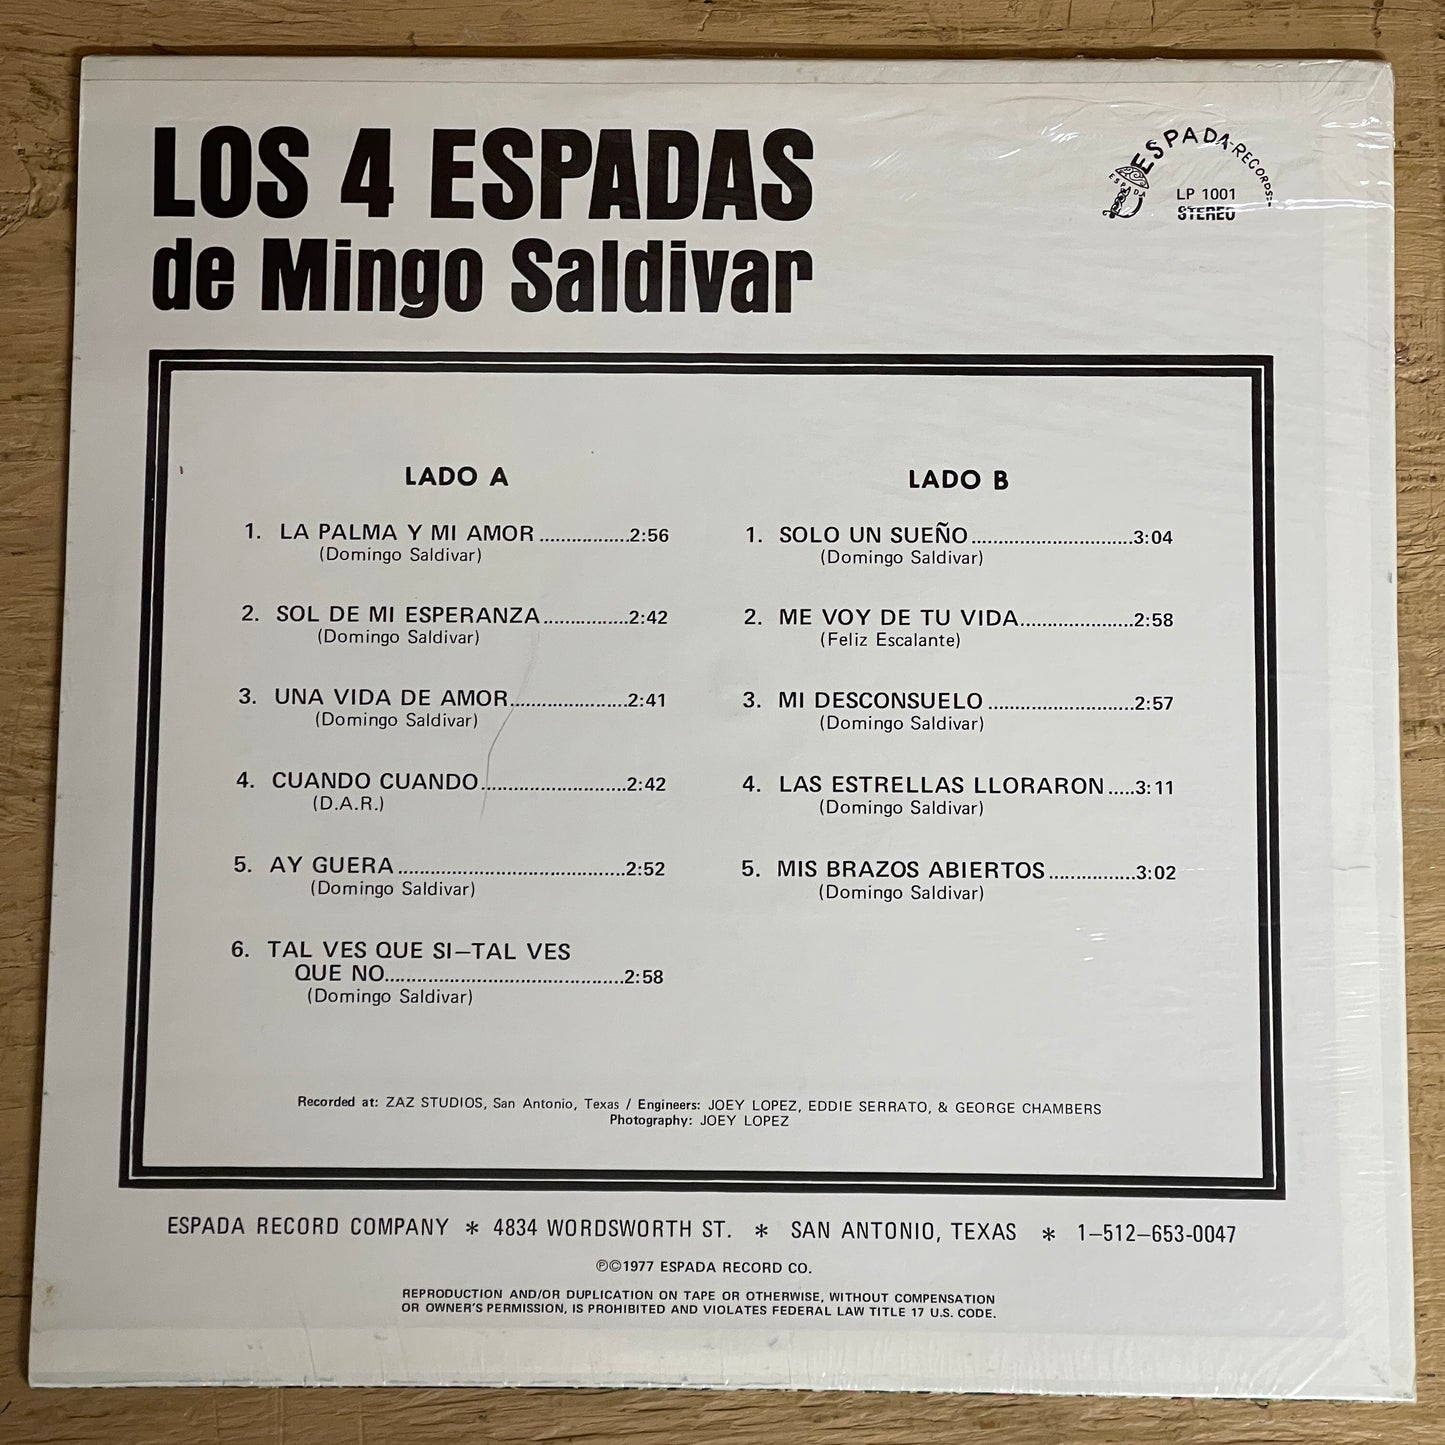 LOS 4 ESPADAS
de Mingo Saldivar
ESPADA RECORDS
ESPADA
LP 1001
STEREO
LADO A
1. LA PALMA Y MI AMOR.................2:56
(Domingo Saldivar)
2. SOL DE MI ESPERANZA................2:42
(Domingo Saldivar)
3. UNA VIDA DE AMOR......................2:41
(Domingo Saldivar)
4. CUANDO CUANDO...........................2:42
(D.A.R.)
5. AY GUERA..........................................2:52
(Domingo Saldivar)
6. TAL VES QUE SI—TAL VES
QUE NO............................................2:58
(Domingo Saldivar)
LADO B
1. SOLO UN SUEÑO..............................3:04
(Domingo Saldivar)
2. ME VOY DE TU VIDA.....................2:58
(Feliz Escalante)
3. MI DESCONSUELO...........................2:57
(Domingo Saldivar)
4. LAS ESTRELLAS LLORARON.....3:11
(Domingo Saldivar)
5. MIS BRAZOS ABIERTOS................3:02
(Domingo Saldivar)
Recorded at: ZAZ STUDIOS, San Antonio, Texas / Engineers: JOEY LOPEZ, EDDIE SERRATO, & GEORGE CHAMBERS
Photography: JOEY LOPEZ
ESPADA RECORD COMPANY * 4834 WORDSWORTH ST. * SAN ANTONIO, TEXAS * 1—512—653-0047
℗©1977 ESPADA RECORD CO.
REPRODUCTION AND/OR DUPLICATION ON TAPE OR OTHERWISE, WITHOUT COMPENSATION
OR OWNER'S PERMISSION, IS PROHIBITED AND VIOLATES FEDERAL LAW TITLE 17 U.S. CODE.